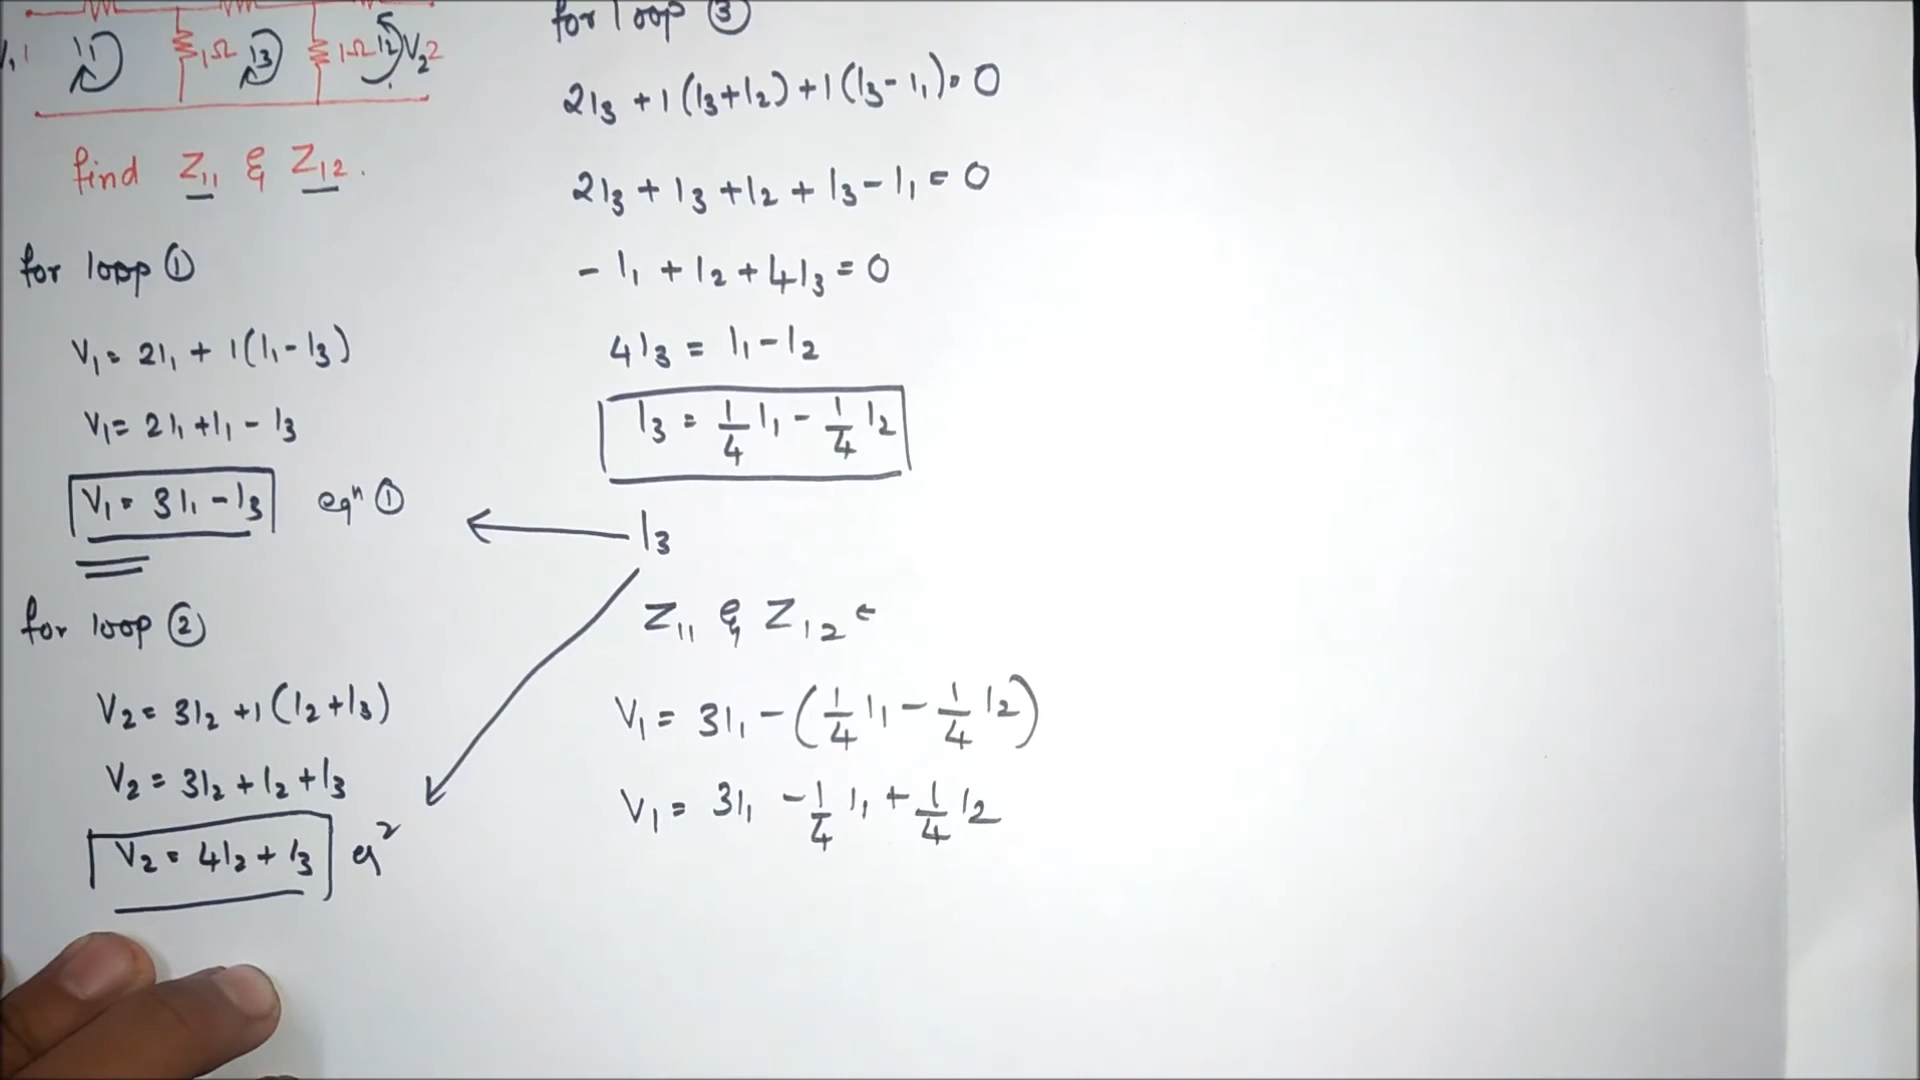 V₁ 1 I₁ 1Ω I₃ 1Ω I₂ V₂ 2
find Z₁₁ & Z₁₂.
for loop ①
V₁ = 2I₁ + 1(I₁ - I₃)
V₁ = 2I₁ + I₁ - I₃
V₁ = 3I₁ - I₃ eqⁿ ①
for loop ②
V₂ = 3I₂ + 1(I₂ + I₃)
V₂ = 3I₂ + I₂ + I₃
V₂ = 4I₂ + I₃ eq²
for loop ③
2I₃ + 1(I₃ + I₂) + 1(I₃ - I₁) = 0
2I₃ + I₃ + I₂ + I₃ - I₁ = 0
- I₁ + I₂ + 4I₃ = 0
4I₃ = I₁ - I₂
I₃ = 1/4 I₁ - 1/4 I₂
I₃
Z₁₁ & Z₁₂ =
V₁ = 3I₁ - (1/4 I₁ - 1/4 I₂)
V₁ = 3I₁ - 1/4 I₁ + 1/4 I₂